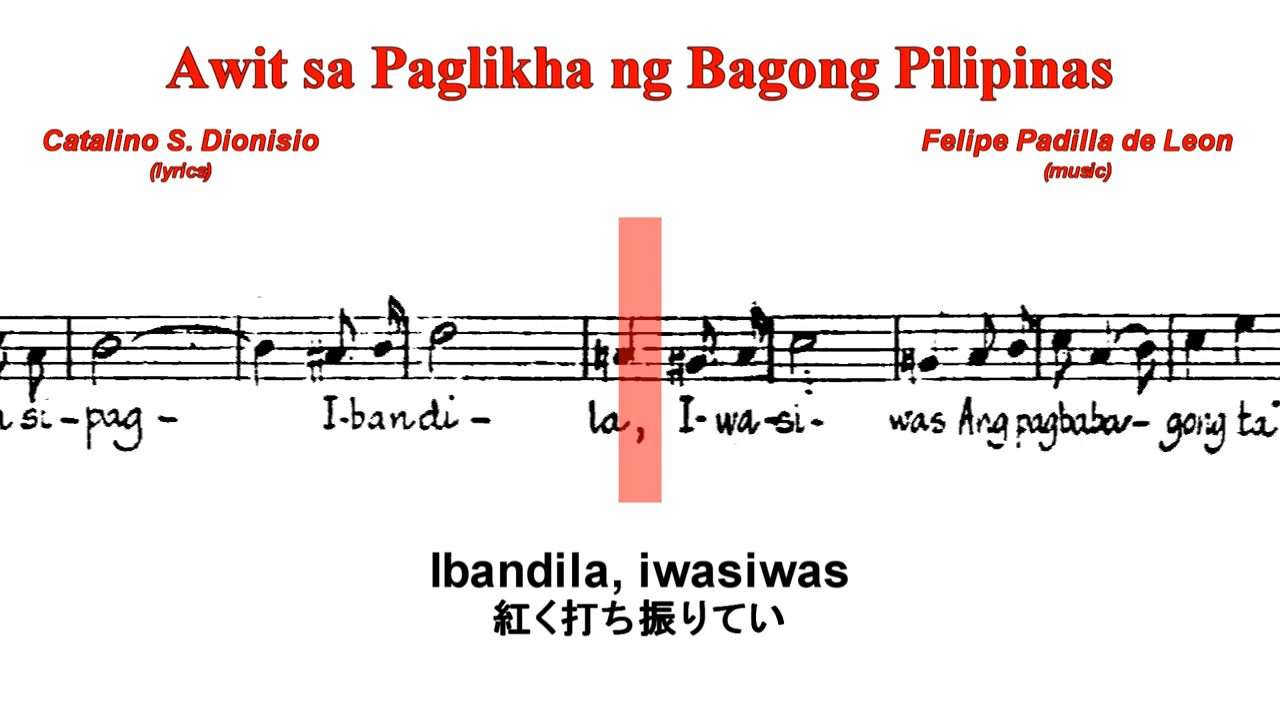 Awit sa Paglikha ng Bagong Pilipinas
Catalino S. Dionisio
(lyrics)
Felipe Padilla de Leon
(music)
si-pag - I-bandi - la, I-wa-si- was Ang pagbaba- gong ta
Ibandila, iwasiwas
紅く打ち振りてい